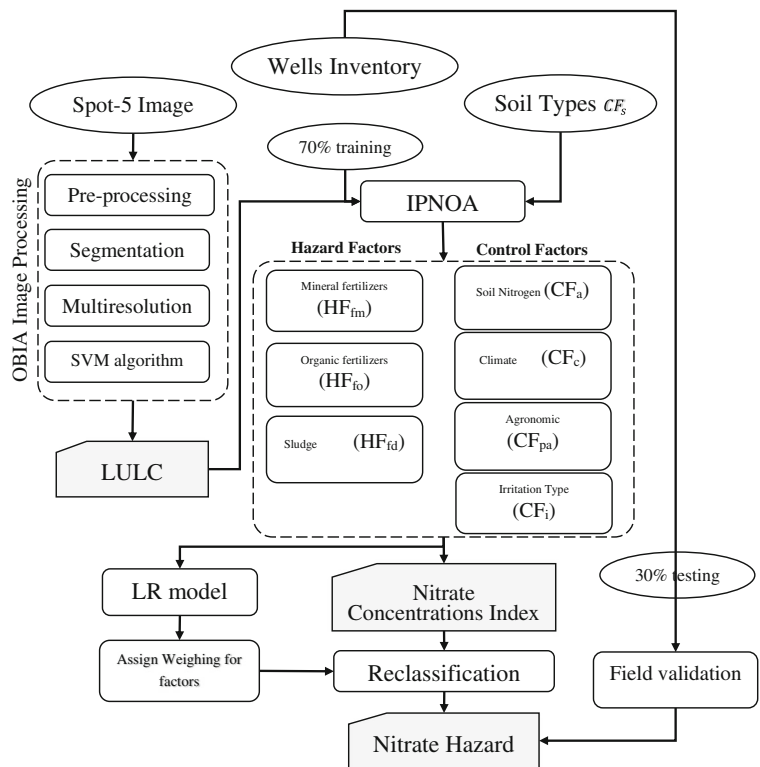 Wells Inventory
Spot-5 Image
Soil Types CFs
70% training
OBIA Image Processing
Pre-processing
Segmentation
Multiresolution
SVM algorithm
LULC
IPNOA
Hazard Factors
Control Factors
Mineral fertilizers
(HFfm)
Organic fertilizers
(HFfo)
Sludge (HFfd)
Soil Nitrogen (CFa)
Climate (CFc)
Agronomic
(CFpa)
Irritation Type
(CFi)
LR model
Nitrate
Concentrations Index
30% testing
Assign Weighing for
factors
Reclassification
Field validation
Nitrate Hazard